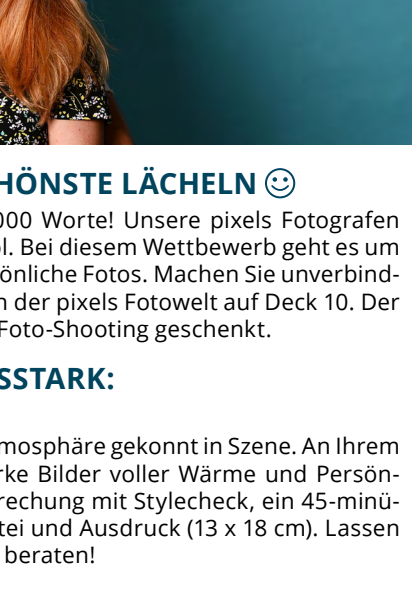 HÖNSTE LÄCHELN ☺
000 Worte! Unsere pixels Fotografen
ol. Bei diesem Wettbewerb geht es um
önliche Fotos. Machen Sie unverbind-
n der pixels Fotowelt auf Deck 10. Der
Foto-Shooting geschenkt.
SSTARK:
mosphäre gekonnt in Szene. An Ihrem
rke Bilder voller Wärme und Persön-
rechung mit Stylecheck, ein 45-minü-
tei und Ausdruck (13 x 18 cm). Lassen
beraten!